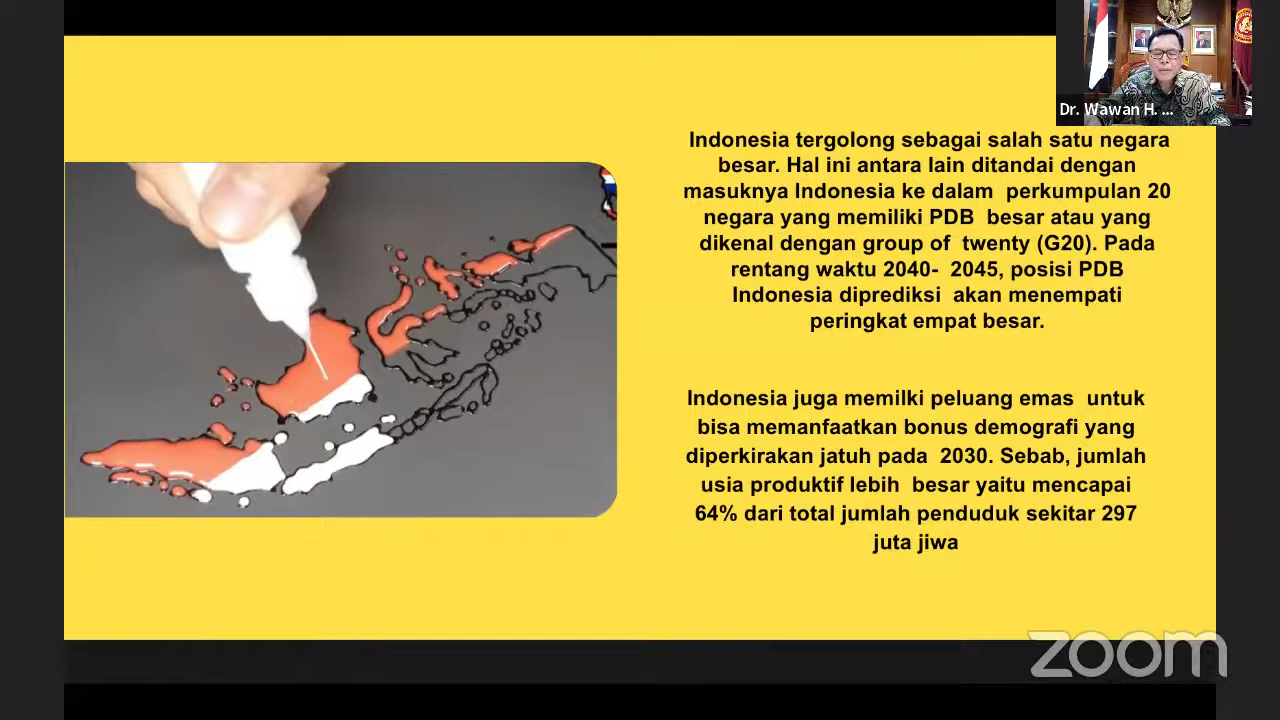 Dr. Wawan H. ...
Indonesia tergolong sebagai salah satu negara
besar. Hal ini antara lain ditandai dengan
masuknya Indonesia ke dalam perkumpulan 20
negara yang memiliki PDB besar atau yang
dikenal dengan group of twenty (G20). Pada
rentang waktu 2040- 2045, posisi PDB
Indonesia diprediksi akan menempati
peringkat empat besar.
Indonesia juga memilki peluang emas untuk
bisa memanfaatkan bonus demografi yang
diperkirakan jatuh pada 2030. Sebab, jumlah
usia produktif lebih besar yaitu mencapai
64% dari total jumlah penduduk sekitar 297
juta jiwa
zoom